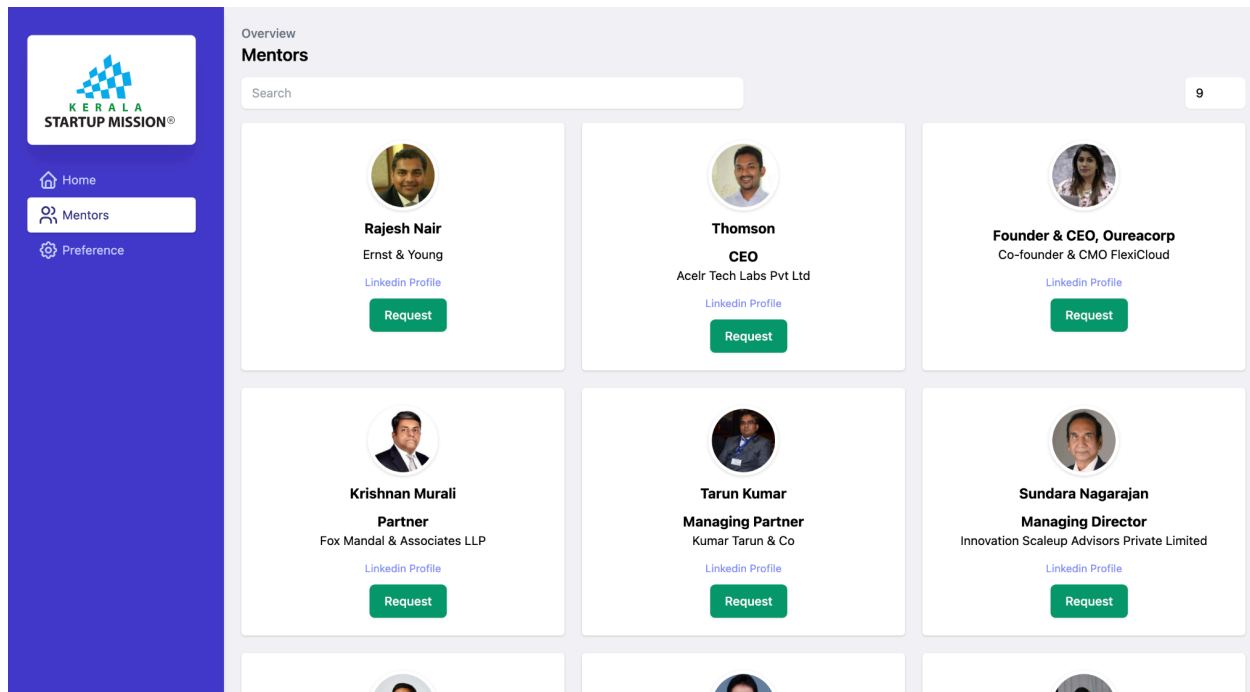 KERALA
STARTUP MISSION®
Home
Mentors
Preference
Overview
Mentors
Search
9
Rajesh Nair
Ernst & Young
Linkedin Profile
Request
Thomson
CEO
Acelr Tech Labs Pvt Ltd
Linkedin Profile
Request
Founder & CEO, Oureacorp
Co-founder & CMO FlexiCloud
Linkedin Profile
Request
Krishnan Murali
Partner
Fox Mandal & Associates LLP
Linkedin Profile
Request
Tarun Kumar
Managing Partner
Kumar Tarun & Co
Linkedin Profile
Request
Sundara Nagarajan
Managing Director
Innovation Scaleup Advisors Private Limited
Linkedin Profile
Request